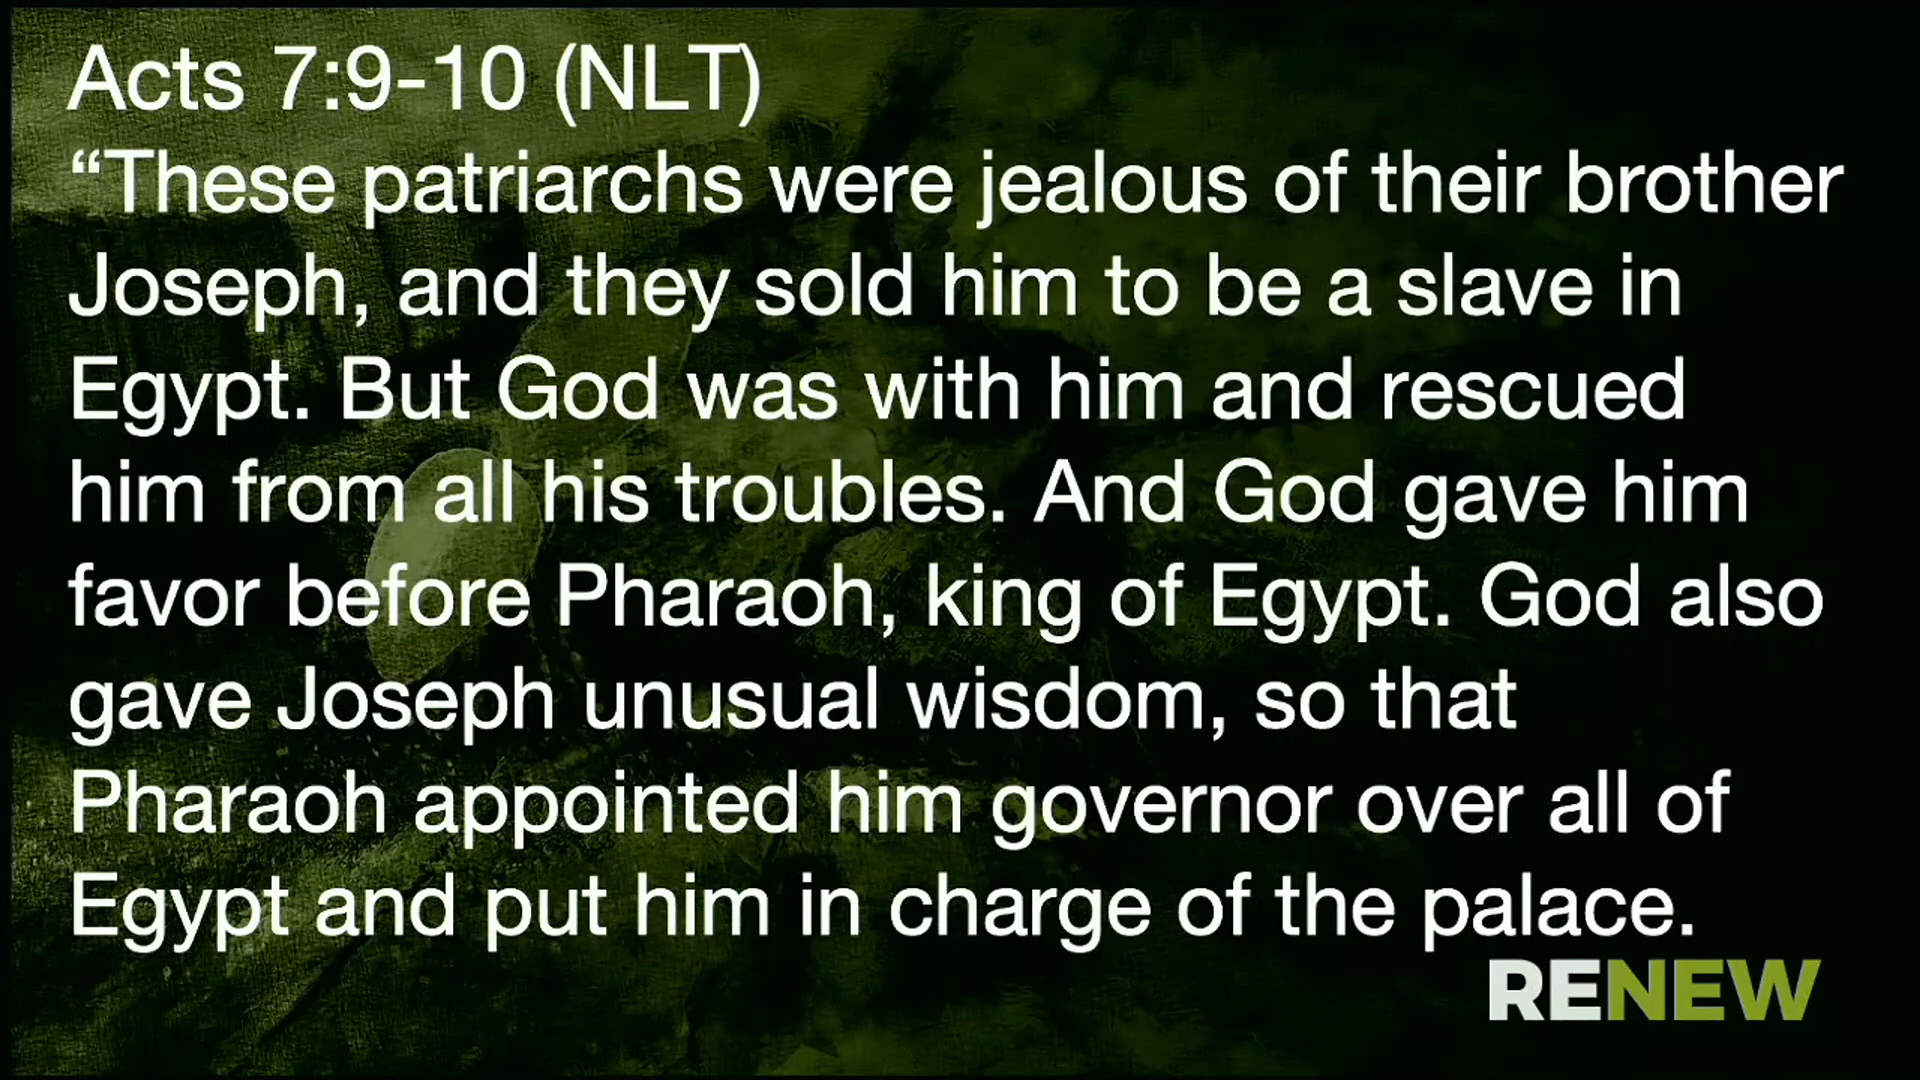 Acts 7:9-10 (NLT)
“These patriarchs were jealous of their brother
Joseph, and they sold him to be a slave in
Egypt. But God was with him and rescued
him from all his troubles. And God gave him
favor before Pharaoh, king of Egypt. God also
gave Joseph unusual wisdom, so that
Pharaoh appointed him governor over all of
Egypt and put him in charge of the palace.
RENEW